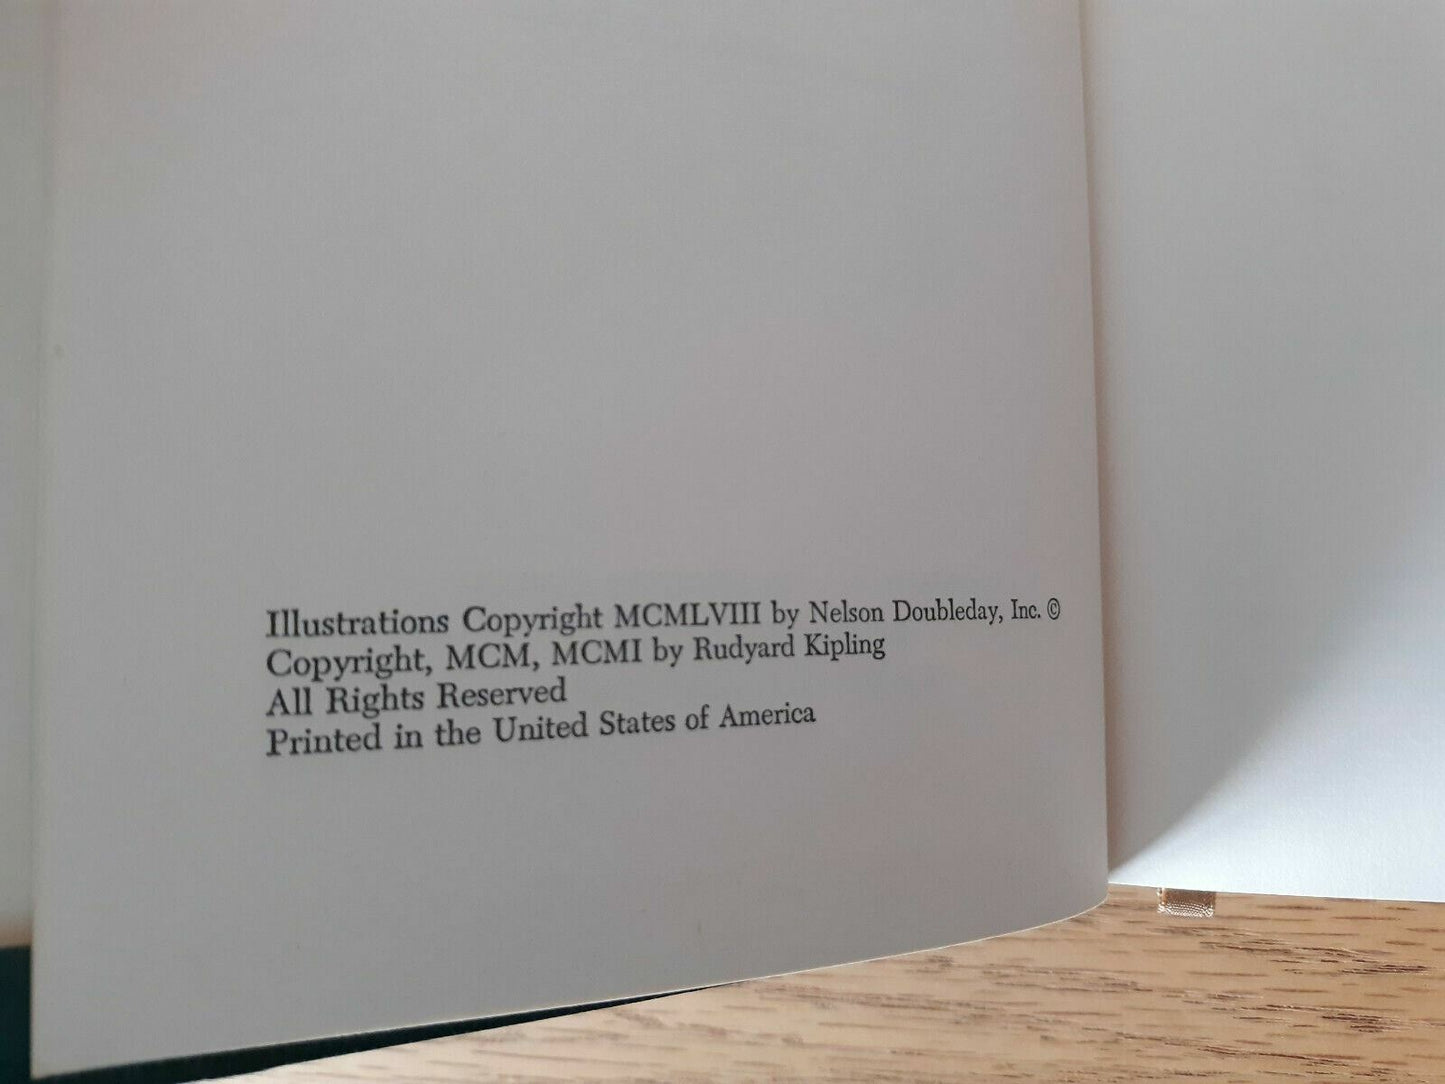 Illustrations Copyright MCMLVIII by Nelson Doubleday, Inc. ©
Copyright, MCM, MCMI by Rudyard Kipling
All Rights Reserved
Printed in the United States of America